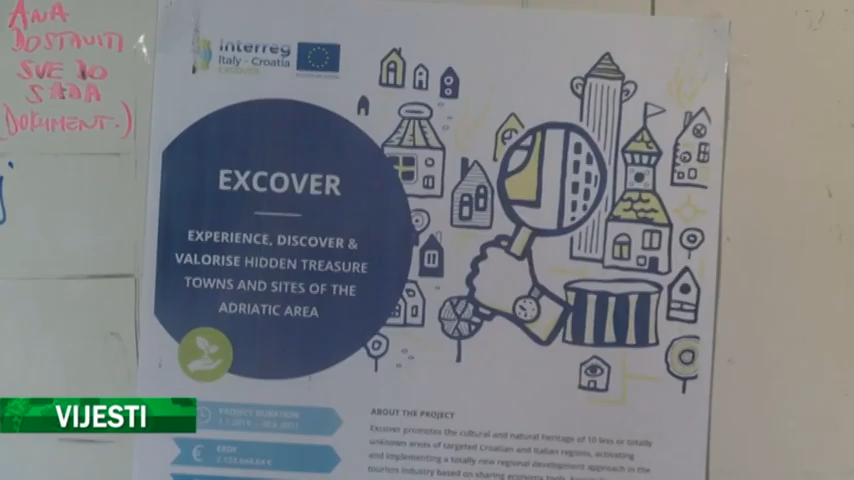 ANA
DOSTAVITI
SVE DO
SADA
(DOKUMENT.)
Interreg
Italy - Croatia
EXCOVER
EXCOVER
EXPERIENCE, DISCOVER &
VALORISE HIDDEN TREASURE
TOWNS AND SITES OF THE
ADRIATIC AREA
VIJESTI
PROJECT DURATION
ERDF
ABOUT THE PROJECT
Excover promotes the cultural and natural heritage of 10 less or totally
unknown areas of targeted Croatian and Italian regions, activating
and implementing a totally new regional development approach in the
tourism industry based on sharing economy tools.